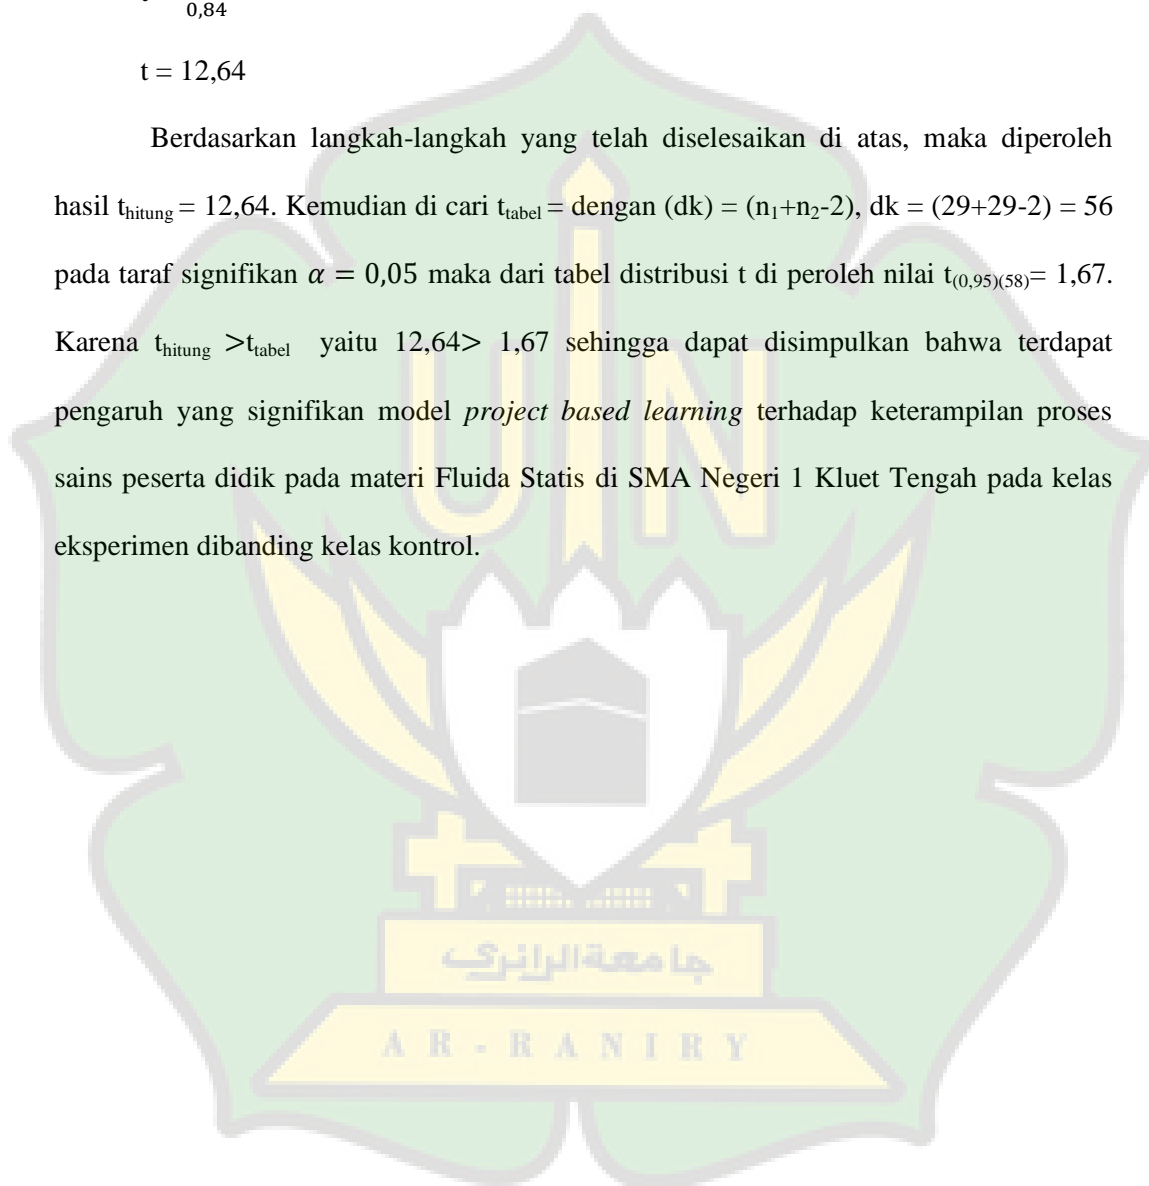 0,84
t = 12,64
Berdasarkan langkah-langkah yang telah diselesaikan di atas, maka diperoleh
hasil thitung = 12,64. Kemudian di cari ttabel = dengan (dk) = (n1+n2-2), dk = (29+29-2) = 56
pada taraf signifikan 𝛼 = 0,05 maka dari tabel distribusi t di peroleh nilai t(0,95)(58)= 1,67.
Karena thitung >ttabel yaitu 12,64> 1,67 sehingga dapat disimpulkan bahwa terdapat
pengaruh yang signifikan model project based learning terhadap keterampilan proses
sains peserta didik pada materi Fluida Statis di SMA Negeri 1 Kluet Tengah pada kelas
eksperimen dibanding kelas kontrol.
UIN
جامعة الرانري
AR-RANIRY